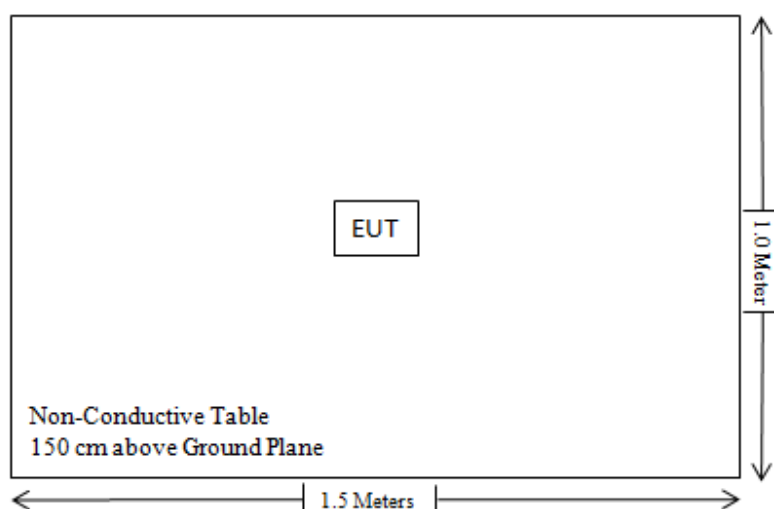 EUT
1.0 Meter
Non-Conductive Table
150 cm above Ground Plane
1.5 Meters